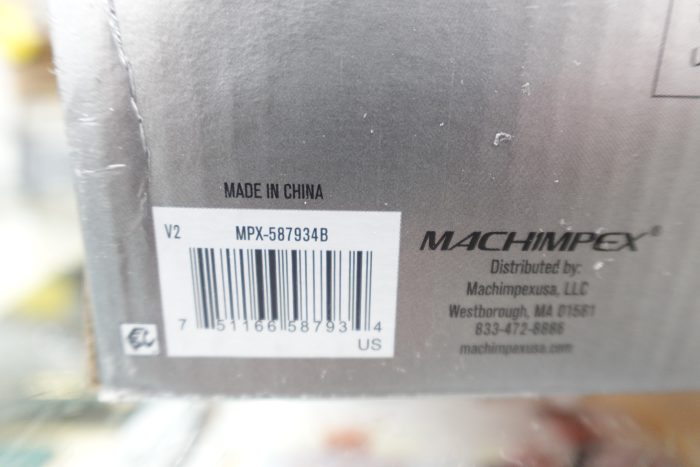 MADE IN CHINA
V2 MPX-587934B
7 51166 58793 4
US
MACHIMPEX®
Distributed by:
Machimpexusa, LLC
Westborough, MA 01581
833-472-8886
machimpexusa.com